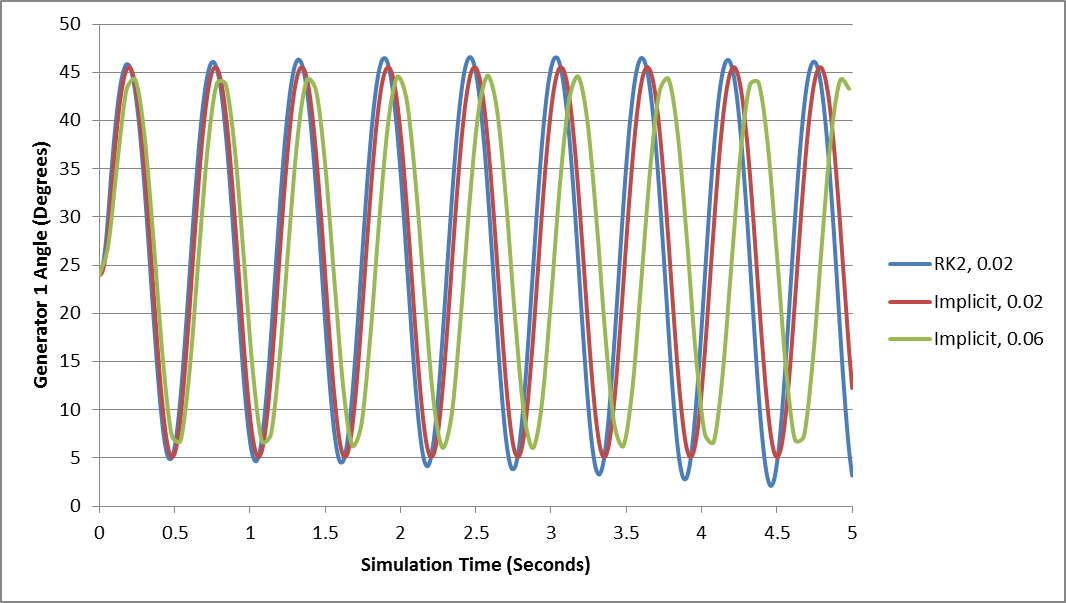 50
45
40
35
30
25
20
15
10
5
0
Generator 1 Angle (Degrees)
0 0.5 1 1.5 2 2.5 3 3.5 4 4.5 5
Simulation Time (Seconds)
RK2, 0.02
Implicit, 0.02
Implicit, 0.06